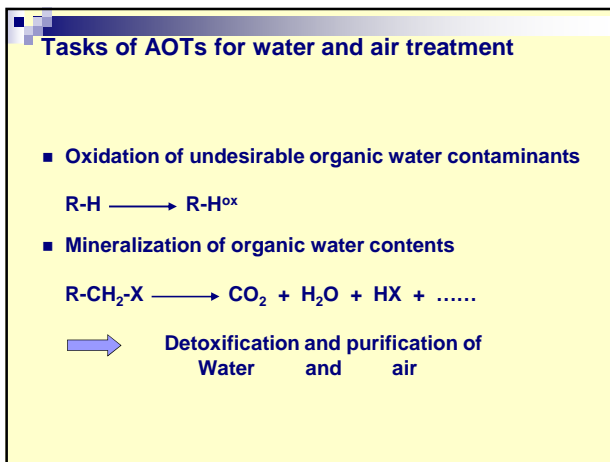 Tasks of AOTs for water and air treatment
■ Oxidation of undesirable organic water contaminants
R-H ⟶ R-Hᵒˣ
■ Mineralization of organic water contents
R-CH₂-X ⟶ CO₂ + H₂O + HX + ......
Detoxification and purification of
Water and air